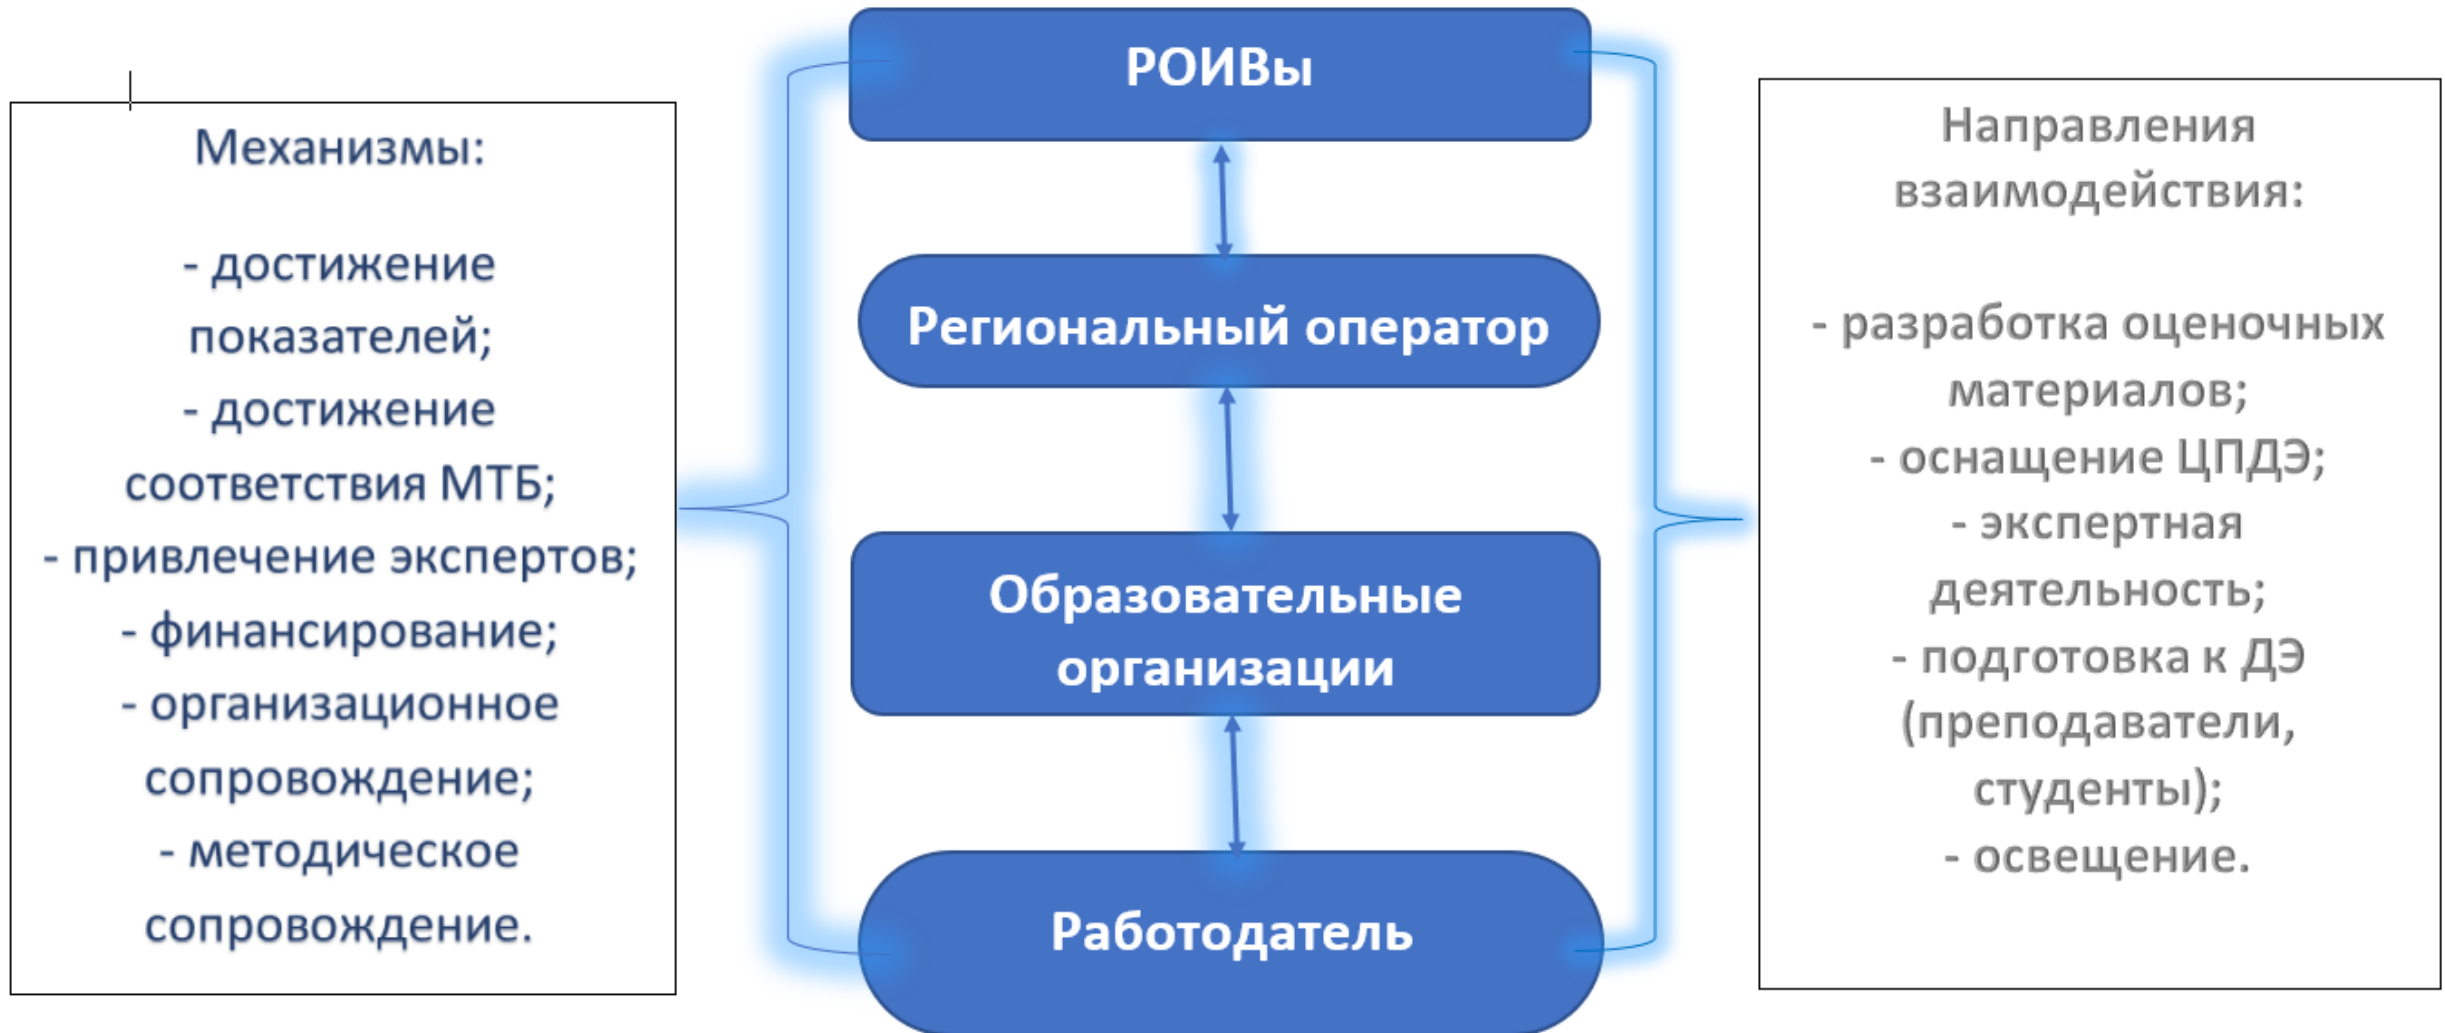 Механизмы:
- достижение
показателей;
- достижение
соответствия МТБ;
- привлечение экспертов;
- финансирование;
- организационное
сопровождение;
- методическое
сопровождение.
РОИВы
Региональный оператор
Образовательные
организации
Работодатель
Направления
взаимодействия:
- разработка оценочных
материалов;
- оснащение ЦПДЭ;
- экспертная
деятельность;
- подготовка к ДЭ
(преподаватели,
студенты);
- освещение.